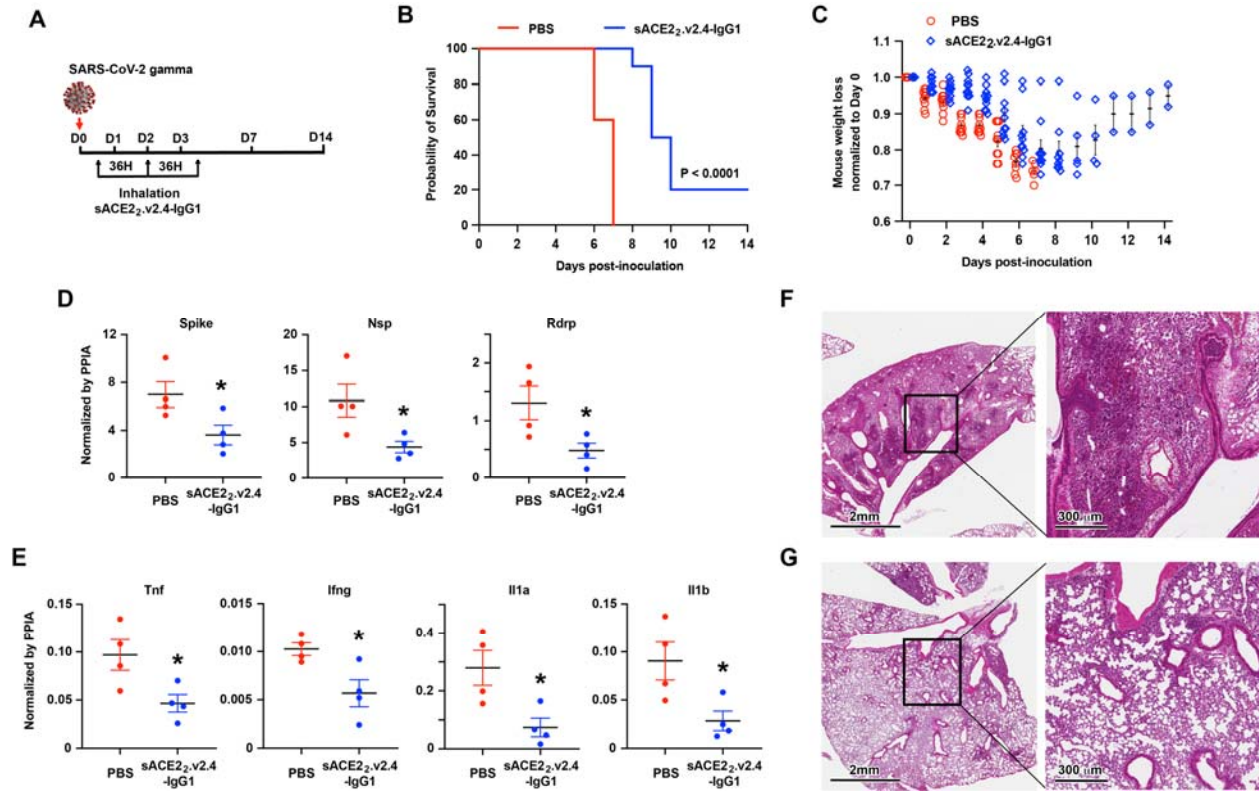 A
SARS-CoV-2 gamma
D0 D1 D2 D3 D7 D14
36H 36H
Inhalation
sACE2₂.v2.4-IgG1
B
PBS sACE2₂.v2.4-IgG1
Probability of Survival
100
80
60
40
20
0
P < 0.0001
0 2 4 6 8 10 12 14
Days post-inoculation
C
PBS
sACE2₂.v2.4-IgG1
Mouse weight loss
normalized to Day 0
1.1
1.0
0.9
0.8
0.7
0.6
0 2 4 6 8 10 12 14
Days post-inoculation
D
Normalized by PPIA
Spike
12
8
4
0
*
PBS sACE2₂.v2.4
-IgG1
Nsp
20
15
10
5
0
*
PBS sACE2₂.v2.4
-IgG1
Rdrp
2
1
0
*
PBS sACE2₂.v2.4
-IgG1
E
Normalized by PPIA
Tnf
0.15
0.10
0.05
0
*
PBS sACE2₂.v2.4
-IgG1
Ifng
0.015
0.010
0.005
0
*
PBS sACE2₂.v2.4
-IgG1
Il1a
0.4
0.2
0
*
PBS sACE2₂.v2.4
-IgG1
Il1b
0.15
0.10
0.05
0
*
PBS sACE2₂.v2.4
-IgG1
F
2mm
300 μm
G
2mm
300 μm